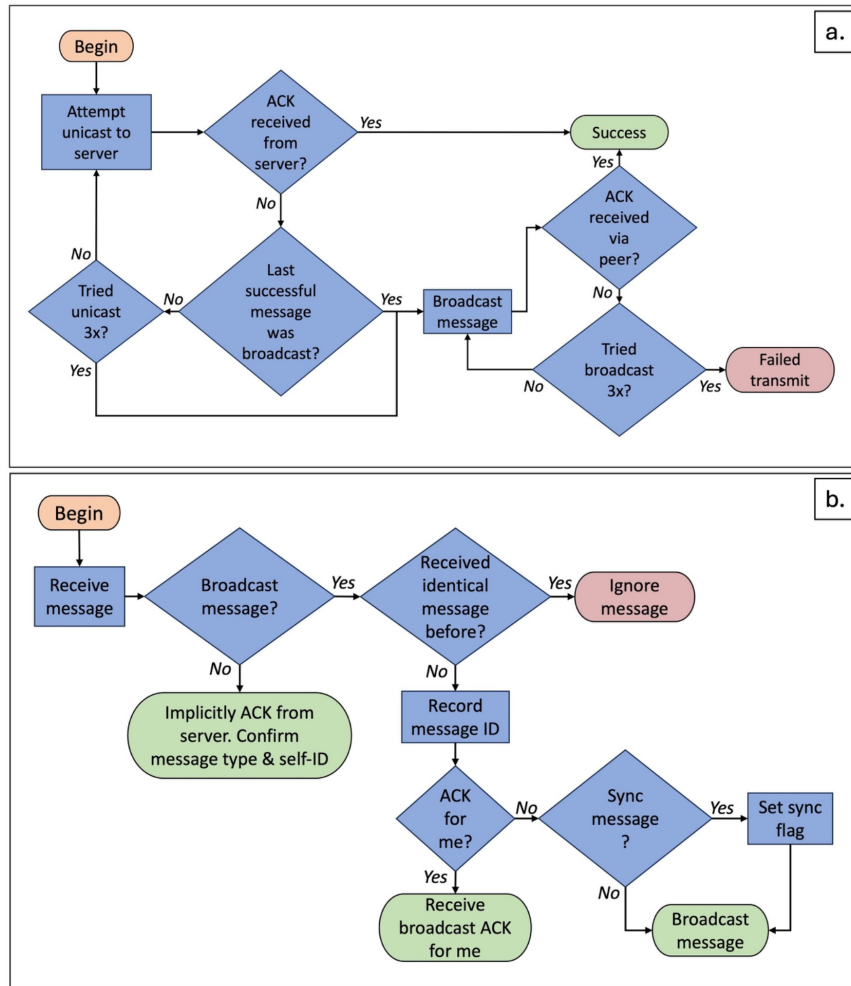 a.
Begin
Attempt
unicast to
server
ACK
received
from
server?
Yes
Success
No
Yes
ACK
received
via
peer?
No
Last
successful
message
was
broadcast?
No
Tried
unicast
3x?
No
Yes
Yes
Broadcast
message
No
Tried
broadcast
3x?
No
Yes
Failed
transmit
b.
Begin
Receive
message
Broadcast
message?
Yes
Received
identical
message
before?
Yes
Ignore
message
No
Implicitly ACK from
server. Confirm
message type & self-ID
No
Record
message ID
ACK
for
me?
No
Sync
message
?
Yes
Set sync
flag
Yes
Receive
broadcast ACK
for me
No
Broadcast
message